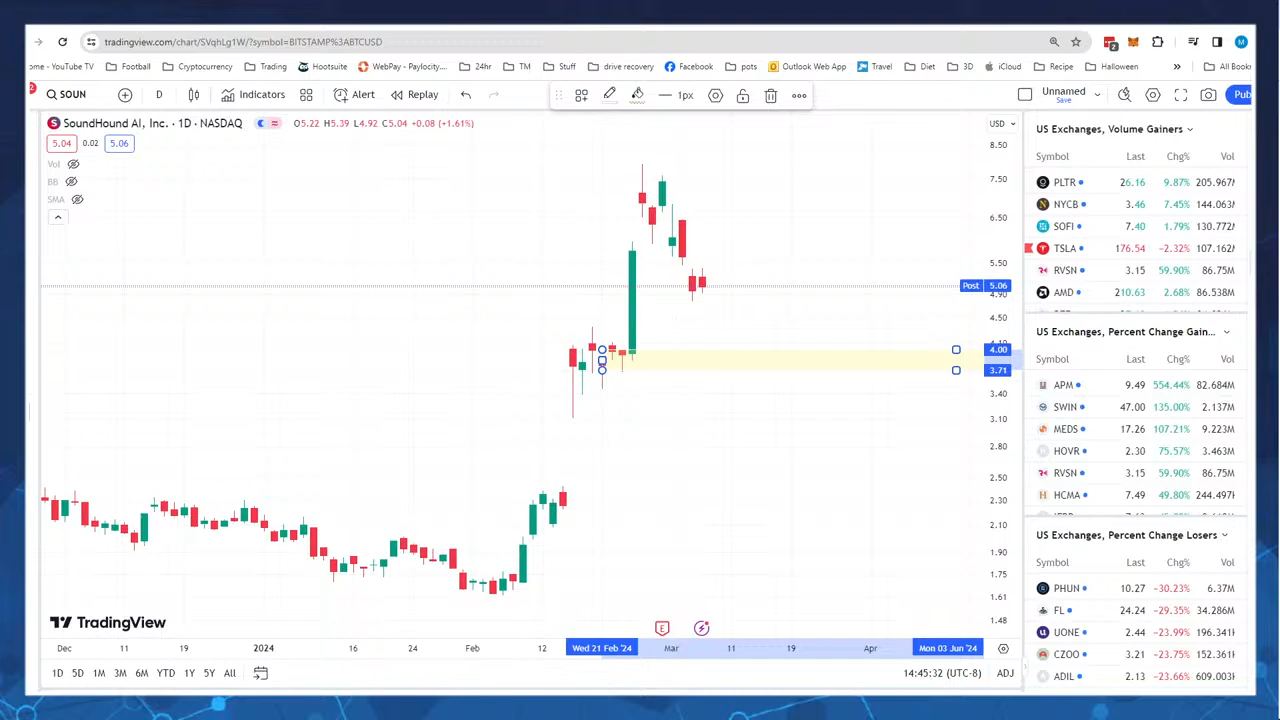 tradingview.com/chart/SVqhLg1W/?symbol=BITSTAMP%3ABTCUSD
2
M
ome - YouTube TV Football Cryptocurrency Trading Hootsuite WebPay - Paylocity.... 24hr TM Stuff drive recovery Facebook pots Outlook Web App Travel Diet 3D iCloud Recipe Halloween » All Book
SOUN D Indicators Alert Replay 1px Unnamed Save Pub
SoundHound AI, Inc. · 1D · NASDAQ O5.22 H5.39 L4.92 C5.04 +0.08 (+1.61%)
5.04 0.02 5.06
Vol
BB
SMA
USD
8.50
7.50
6.50
5.50
Post 5.06
4.90
4.50
4.00
3.71
3.40
3.10
2.80
2.50
2.30
2.10
1.90
1.75
1.61
1.48
TradingView
E
Dec 11 19 2024 16 24 Feb 12 Wed 21 Feb '24 Mar 11 19 Apr Mon 03 Jun '24
1D 5D 1M 3M 6M YTD 1Y 5Y All 14:45:32 (UTC-8) ADJ
US Exchanges, Volume Gainers
Symbol Last Chg% Vol
PLTR 26.16 9.87% 205.967M
NYCB 3.46 7.45% 144.063M
SOFI 7.40 1.79% 130.772M
TSLA 176.54 −2.32% 107.162M
RVSN 3.15 59.90% 86.75M
AMD 210.63 2.68% 86.538M
US Exchanges, Percent Change Gain...
Symbol Last Chg% Vol
APM 9.49 554.44% 82.684M
SWIN 47.00 135.00% 2.137M
MEDS 17.26 107.21% 9.223M
HOVR 2.30 75.57% 3.463M
RVSN 3.15 59.90% 86.75M
HCMA 7.49 49.80% 244.497K
US Exchanges, Percent Change Losers
Symbol Last Chg% Vol
PHUN 10.27 −30.23% 6.37M
FL 24.24 −29.35% 34.286M
UONE 2.44 −23.99% 196.341K
CZOO 3.21 −23.75% 152.361K
ADIL 2.13 −23.66% 609.003K